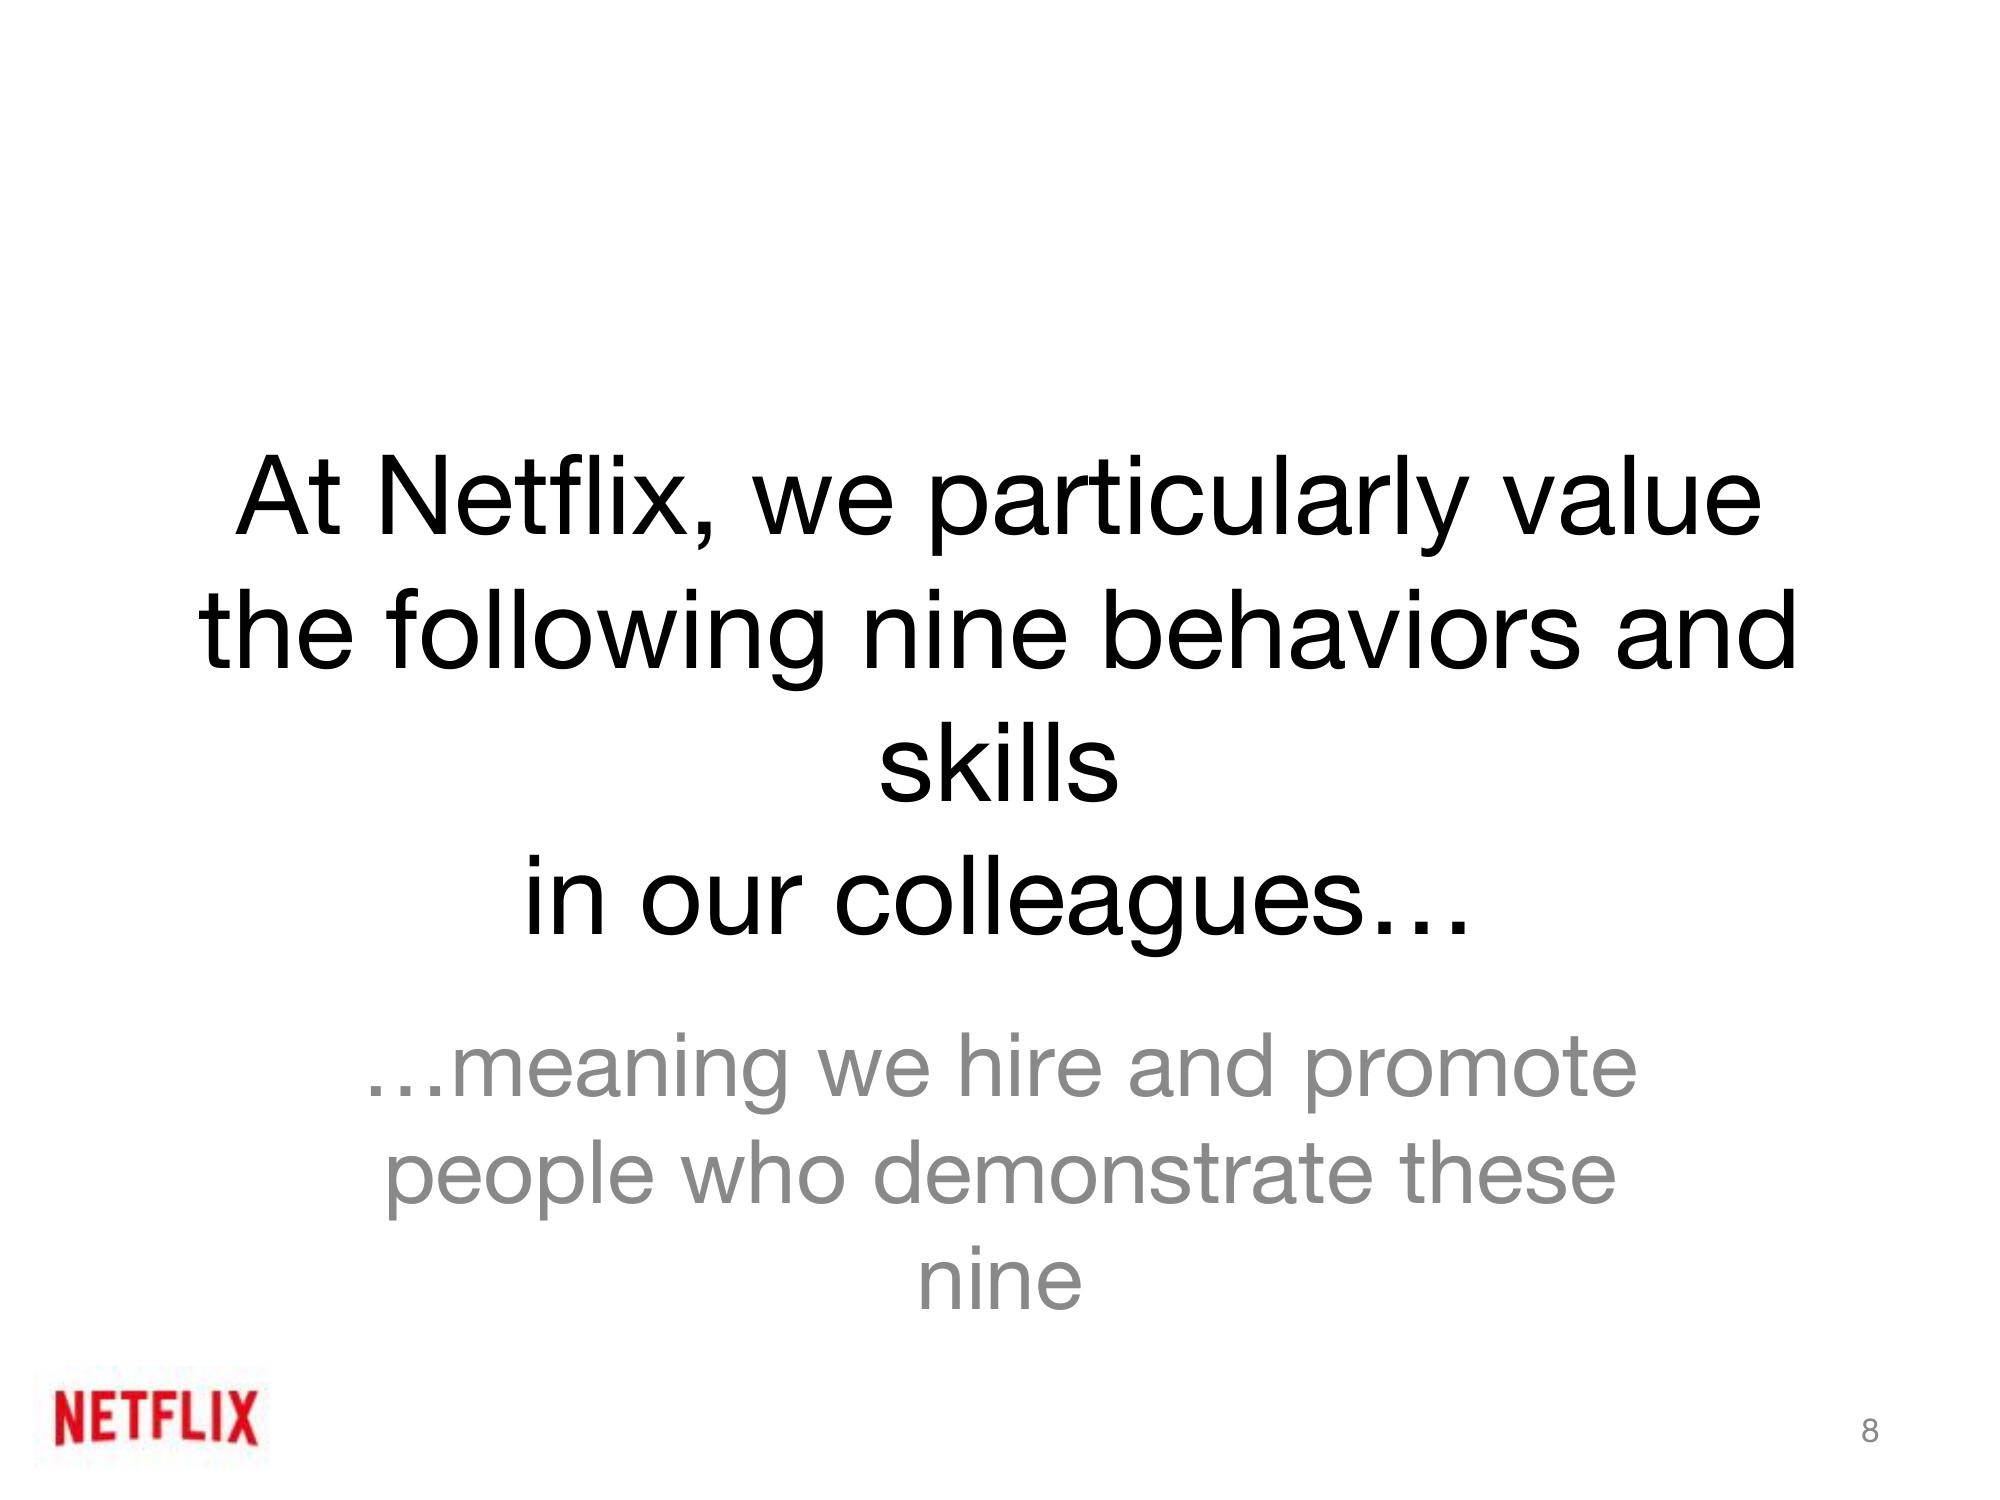 At Netflix, we particularly value
the following nine behaviors and
skills
in our colleagues…
…meaning we hire and promote
people who demonstrate these
nine
NETFLIX
8